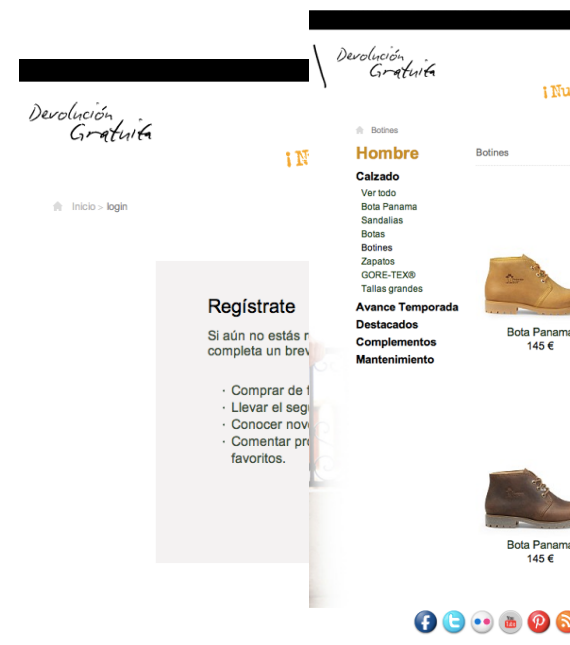 Devolución
Gratuita
¡N
Inicio > login
Regístrate
Si aún no estás r
completa un brev
· Comprar de f
· Llevar el seg
· Conocer nov
· Comentar pro
favoritos.
Devolución
Gratuita
¡Nu
Botines
Hombre
Botines
Calzado
Ver todo
Bota Panama
Sandalias
Botas
Botines
Zapatos
GORE-TEX®
Tallas grandes
Avance Temporada
Destacados
Complementos
Mantenimiento
Bota Panama
145 €
Bota Panama
145 €